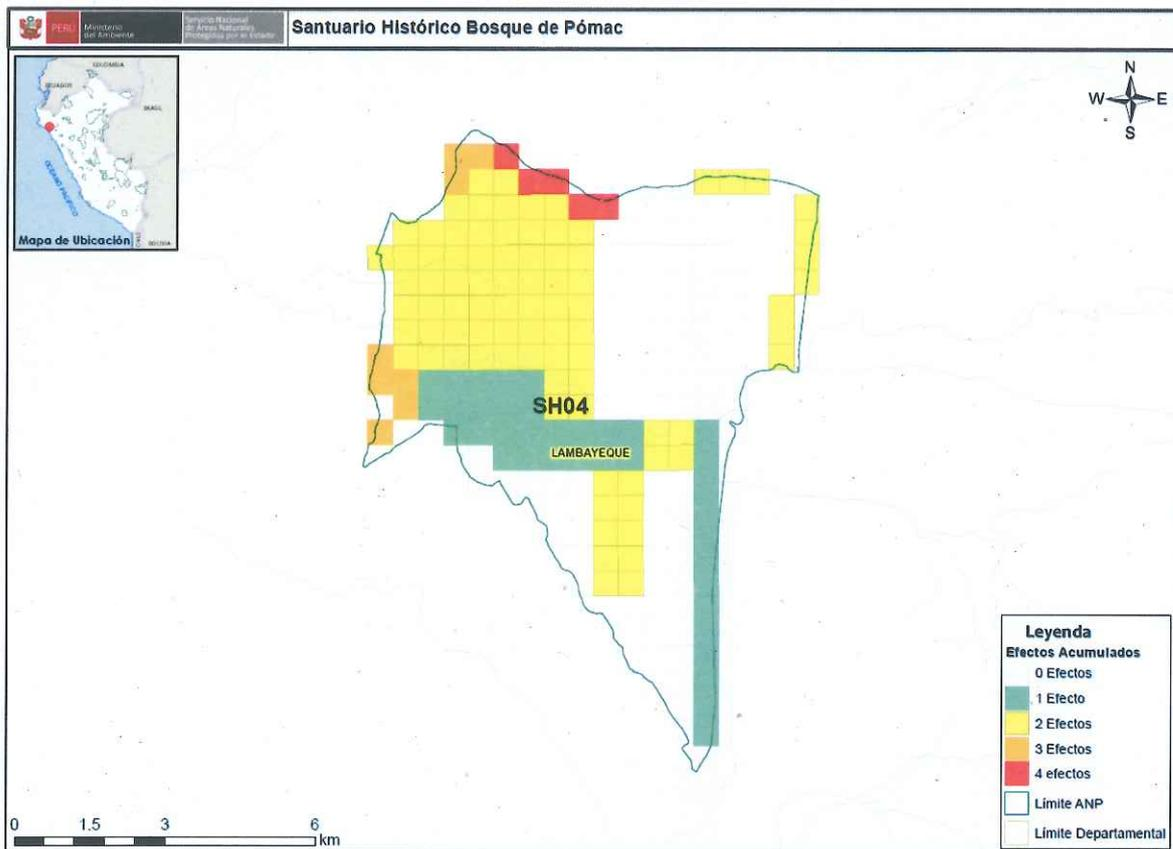 PERÚ
Ministerio
del Ambiente
Servicio Nacional
de Áreas Naturales
Protegidas por el Estado
Santuario Histórico Bosque de Pómac
COLOMBIA
ECUADOR
BRASIL
OCEANO PACIFICO
BOLIVIA
CHILE
Mapa de Ubicación
N
W
E
S
SH04
LAMBAYEQUE
Leyenda
Efectos Acumulados
0 Efectos
1 Efecto
2 Efectos
3 Efectos
4 efectos
Límite ANP
Límite Departamental
0
1.5
3
6
km